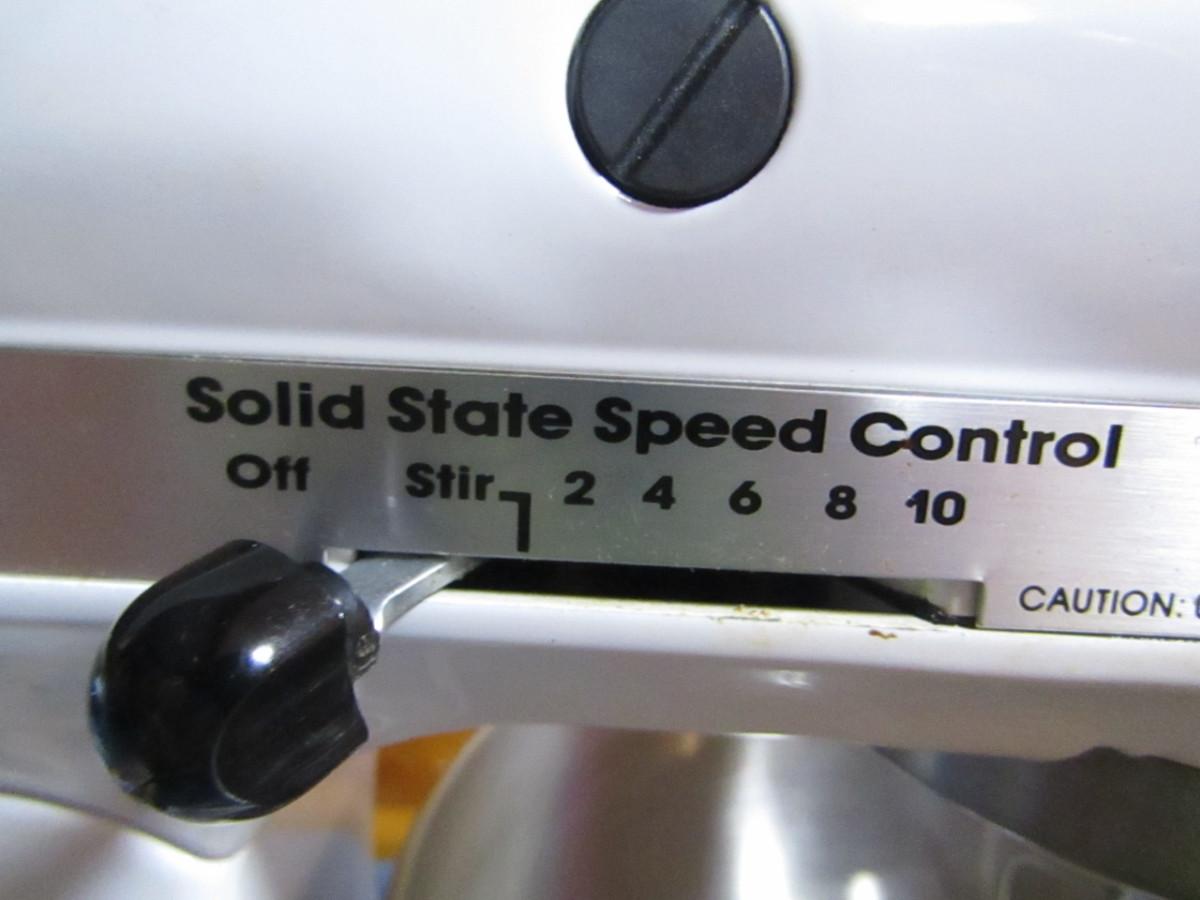 Solid State Speed Control
Off Stir 2 4 6 8 10
CAUTION: